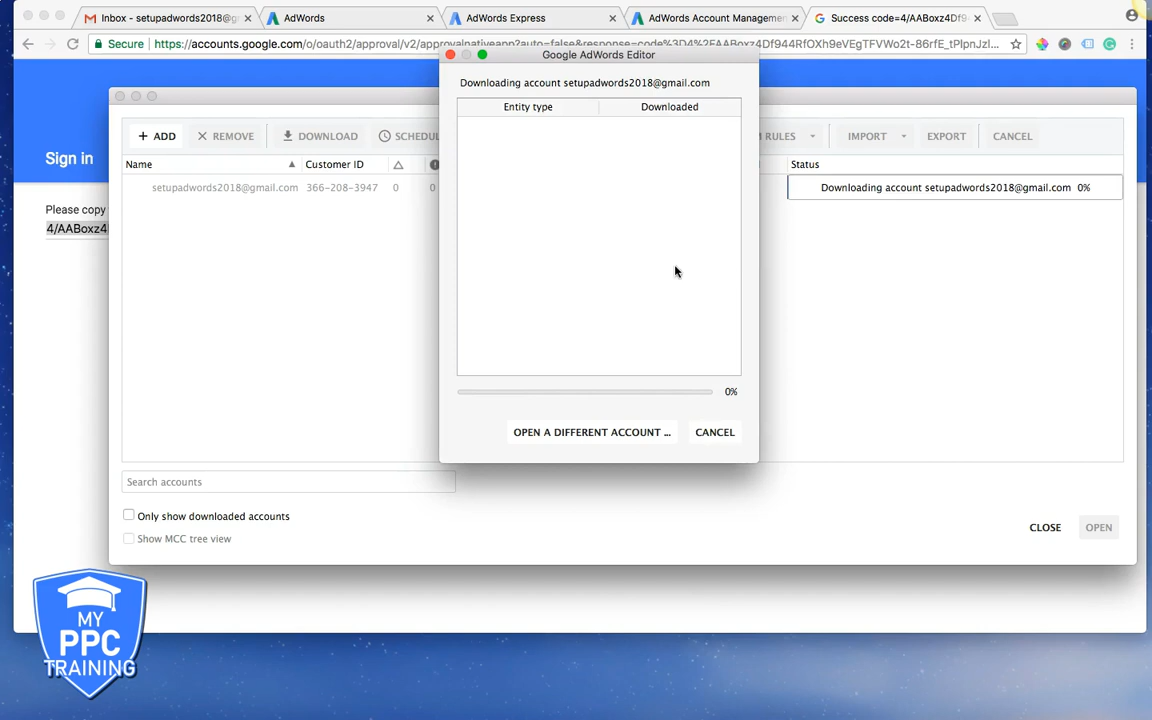 Inbox - setupadwords2018@g
AdWords
AdWords Express
AdWords Account Managemen
Success code=4/AABoxz4Df9
Secure
https://accounts.google.com/o/oauth2/approval/v2/approvalnativeapp?auto=false&response=code%3D4%2FAABoxz4Df944RfOXh9eVEgTFVWo2t-86rfE_tPlpnJzl...
Google AdWords Editor
Downloading account setupadwords2018@gmail.com
Entity type
Downloaded
+ ADD
REMOVE
DOWNLOAD
SCHEDUL
RULES
IMPORT
EXPORT
CANCEL
Sign in
Name
Customer ID
Status
setupadwords2018@gmail.com
366-208-3947
0
0
Downloading account setupadwords2018@gmail.com 0%
Please copy
4/AABoxz4
0%
OPEN A DIFFERENT ACCOUNT ...
CANCEL
Search accounts
Only show downloaded accounts
Show MCC tree view
CLOSE
OPEN
MY
PPC
TRAINING